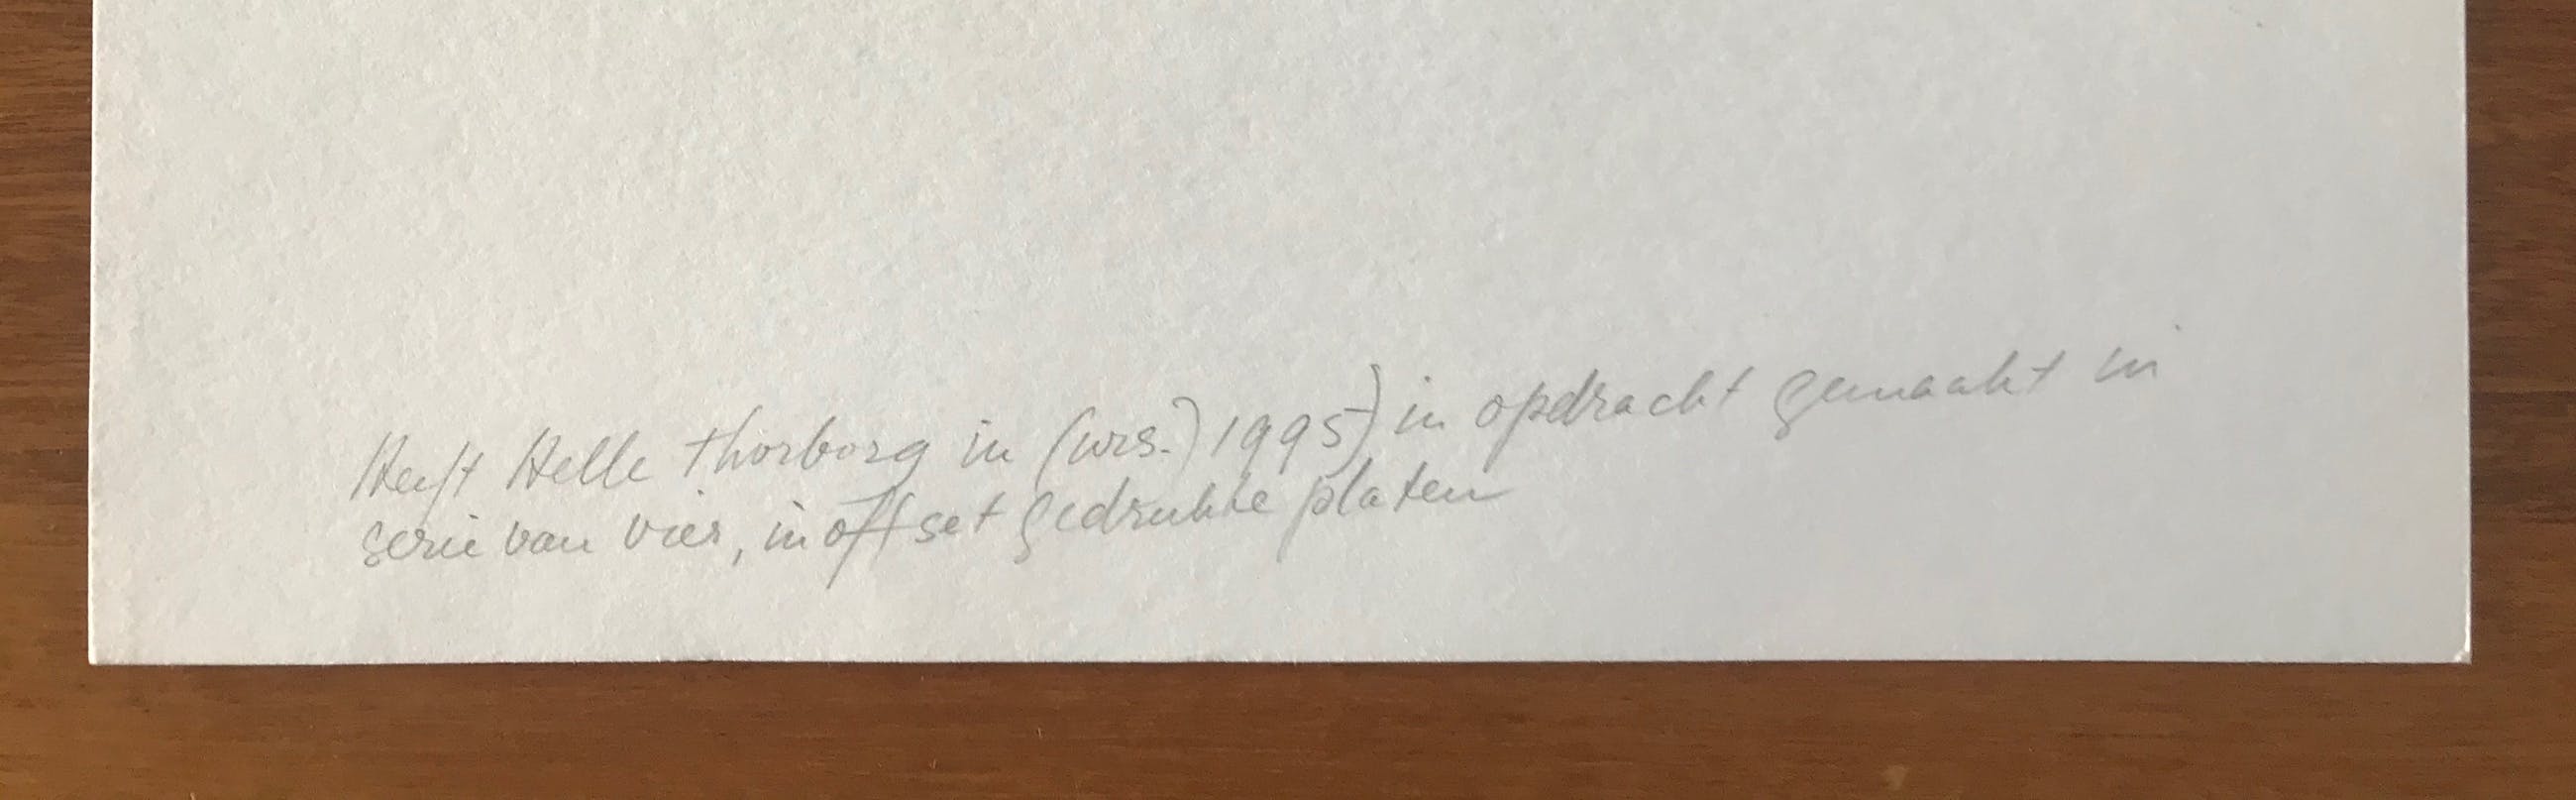 Heeft Helle Thorborg in (wrs.) 1995) in opdracht gemaakt in
serie van vier, in offset gedrukte platen